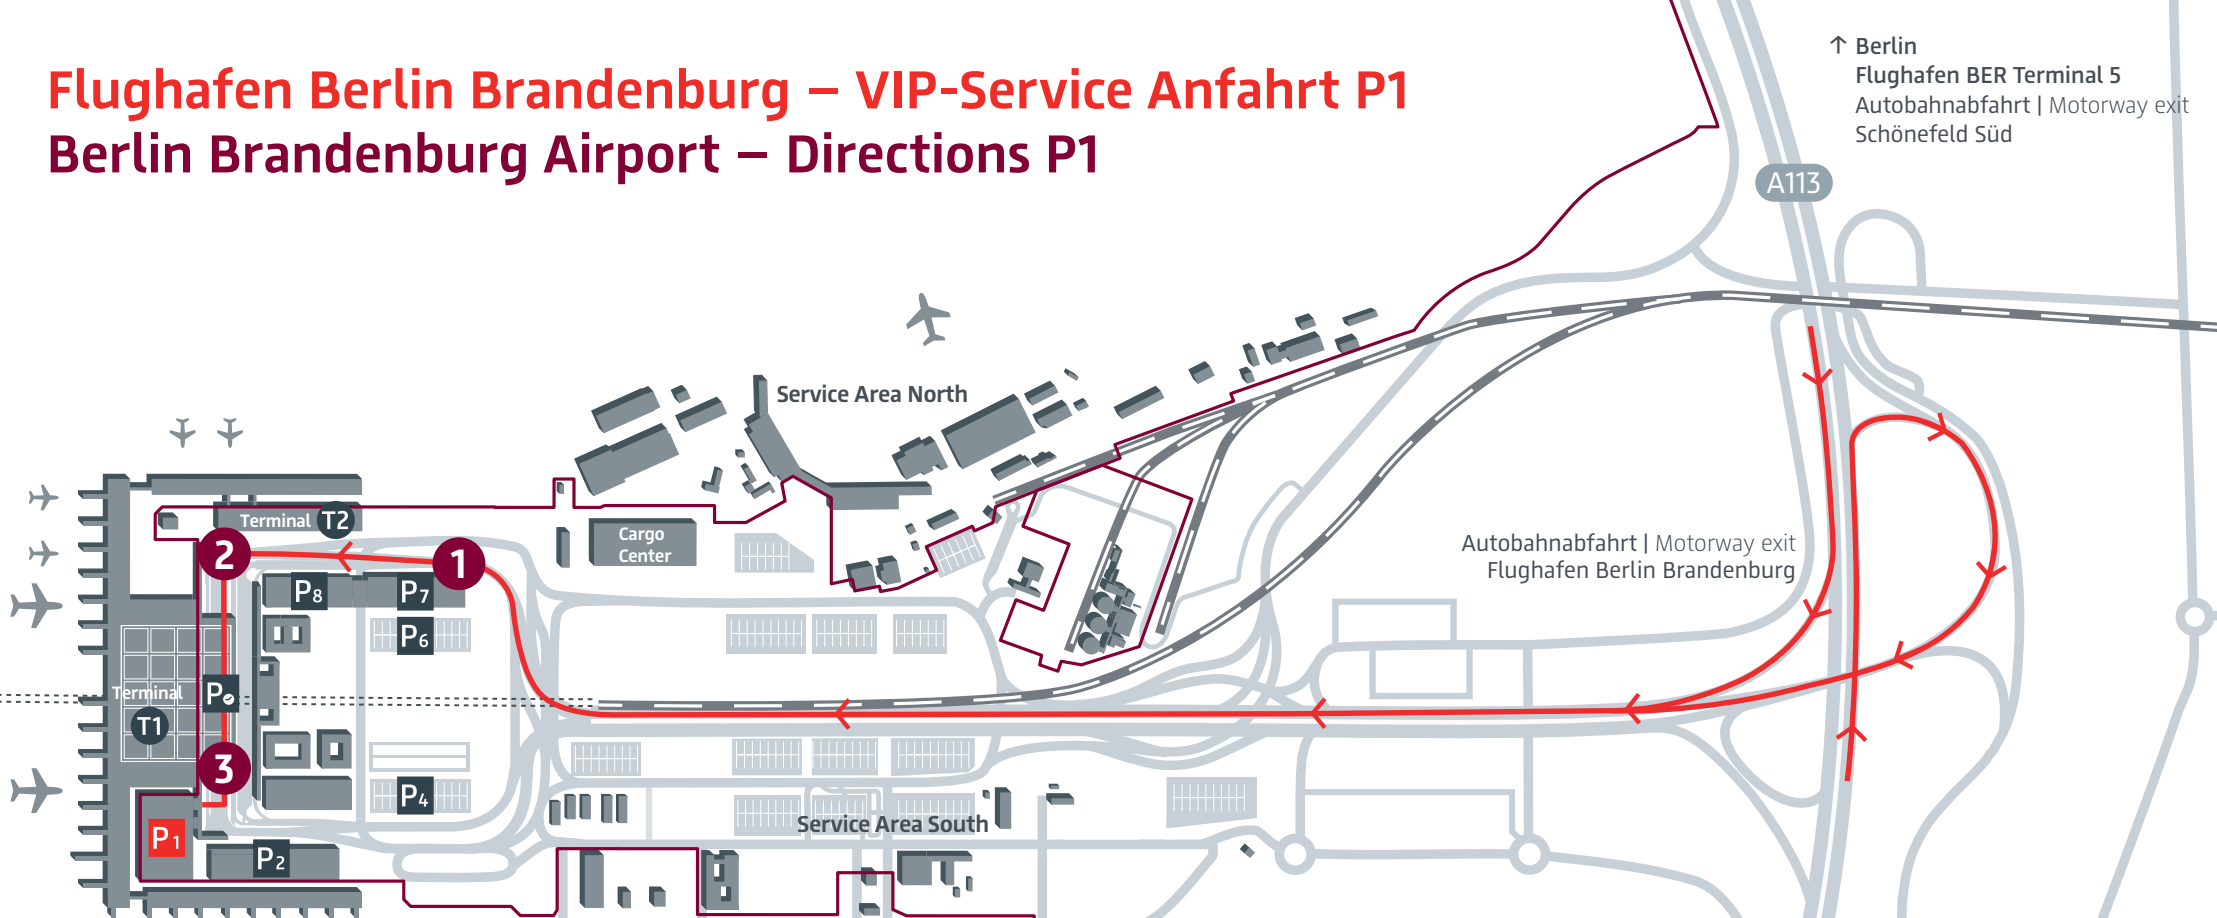 Flughafen Berlin Brandenburg – VIP-Service Anfahrt P1
Berlin Brandenburg Airport – Directions P1
↑ Berlin
Flughafen BER Terminal 5
Autobahnabfahrt | Motorway exit
Schönefeld Süd
A113
Service Area North
Terminal T2
Cargo
Center
2
1
Autobahnabfahrt | Motorway exit
Flughafen Berlin Brandenburg
P8
P7
P6
Terminal
P
T1
3
P4
Service Area South
P1
P2